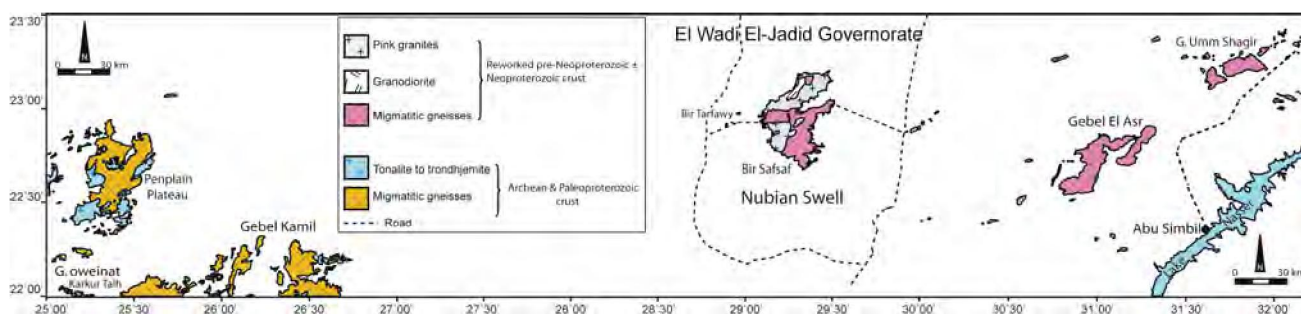 23°30'
23°00'
22°30'
22°00'
N
0 30 km
Penplain
Plateau
Gebel Kamil
G. oweinat
Karkur Talh
Pink granites
Granodiorite
Reworked pre-Neoproterozoic ±
Neoproterozoic crust
Migmatitic gneisses
Tonalite to trondhjemite
Migmatitic gneisses
Archean & Paleoproterozoic
crust
Road
El Wadi El-Jadid Governorate
Bir Tarfawy
Bir Safsaf
Nubian Swell
G. Umm Shagir
Gebel El Asr
Abu Simbil
N
0 30 km
25°00' 25°30' 26°00' 26°30' 27°00' 27°30' 28°00' 28°30' 29°00' 29°30' 30°00' 30°30' 31°00' 31°30' 32°00'